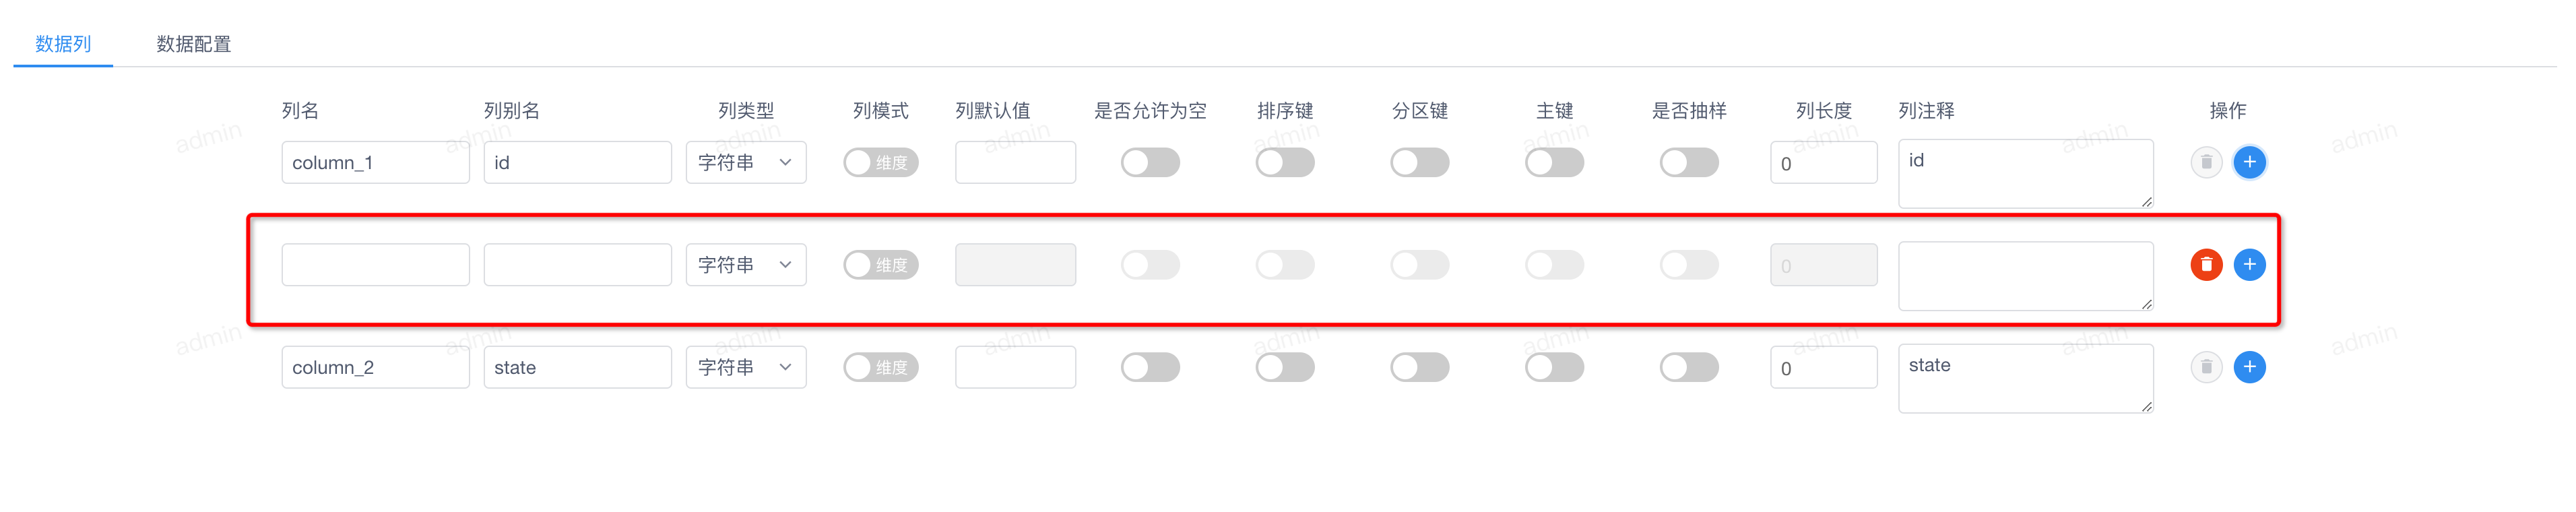 数据列 数据配置
列名 列别名 列类型 列模式 列默认值 是否允许为空 排序键 分区键 主键 是否抽样 列长度 列注释 操作
admin admin admin admin admin admin admin admin admin
column_1 id 字符串 维度 0 id
字符串 维度 0
admin admin admin admin admin admin admin admin admin
column_2 state 字符串 维度 0 state